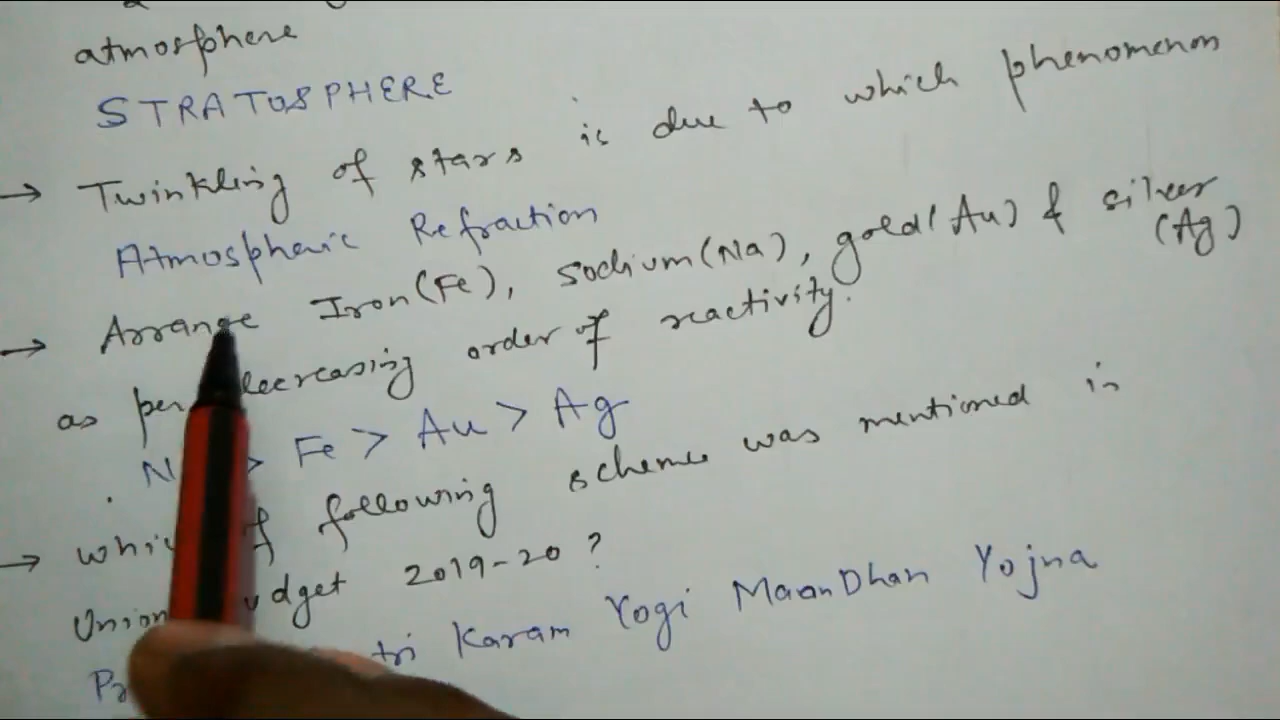 atmosphere
STRATOSPHERE
→ Twinkling of stars is due to which phenomenon
Atmospheric Refraction
→ Arrange Iron(Fe), Sodium(Na), gold(Au) & silver (Ag)
as per decreasing order of reactivity.
> Fe > Au > Ag
→ following scheme was mentioned in
Union 2019-20 ?
Karam Yogi MaanDhan Yojna